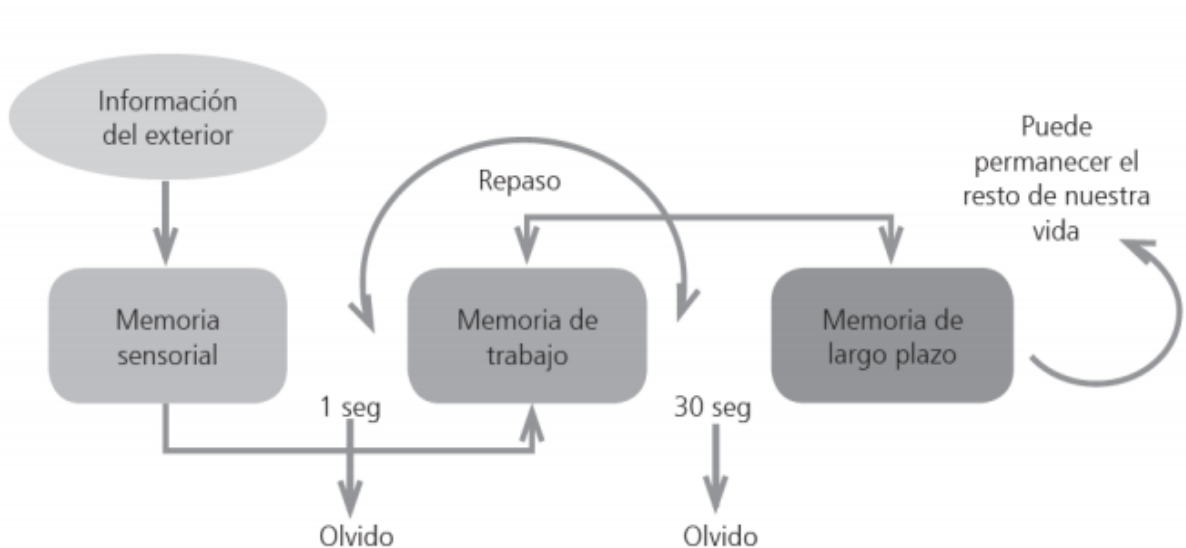 Información
del exterior
Puede
permanecer el
resto de nuestra
vida
Repaso
Memoria
sensorial
Memoria de
trabajo
Memoria de
largo plazo
1 seg
30 seg
Olvido
Olvido